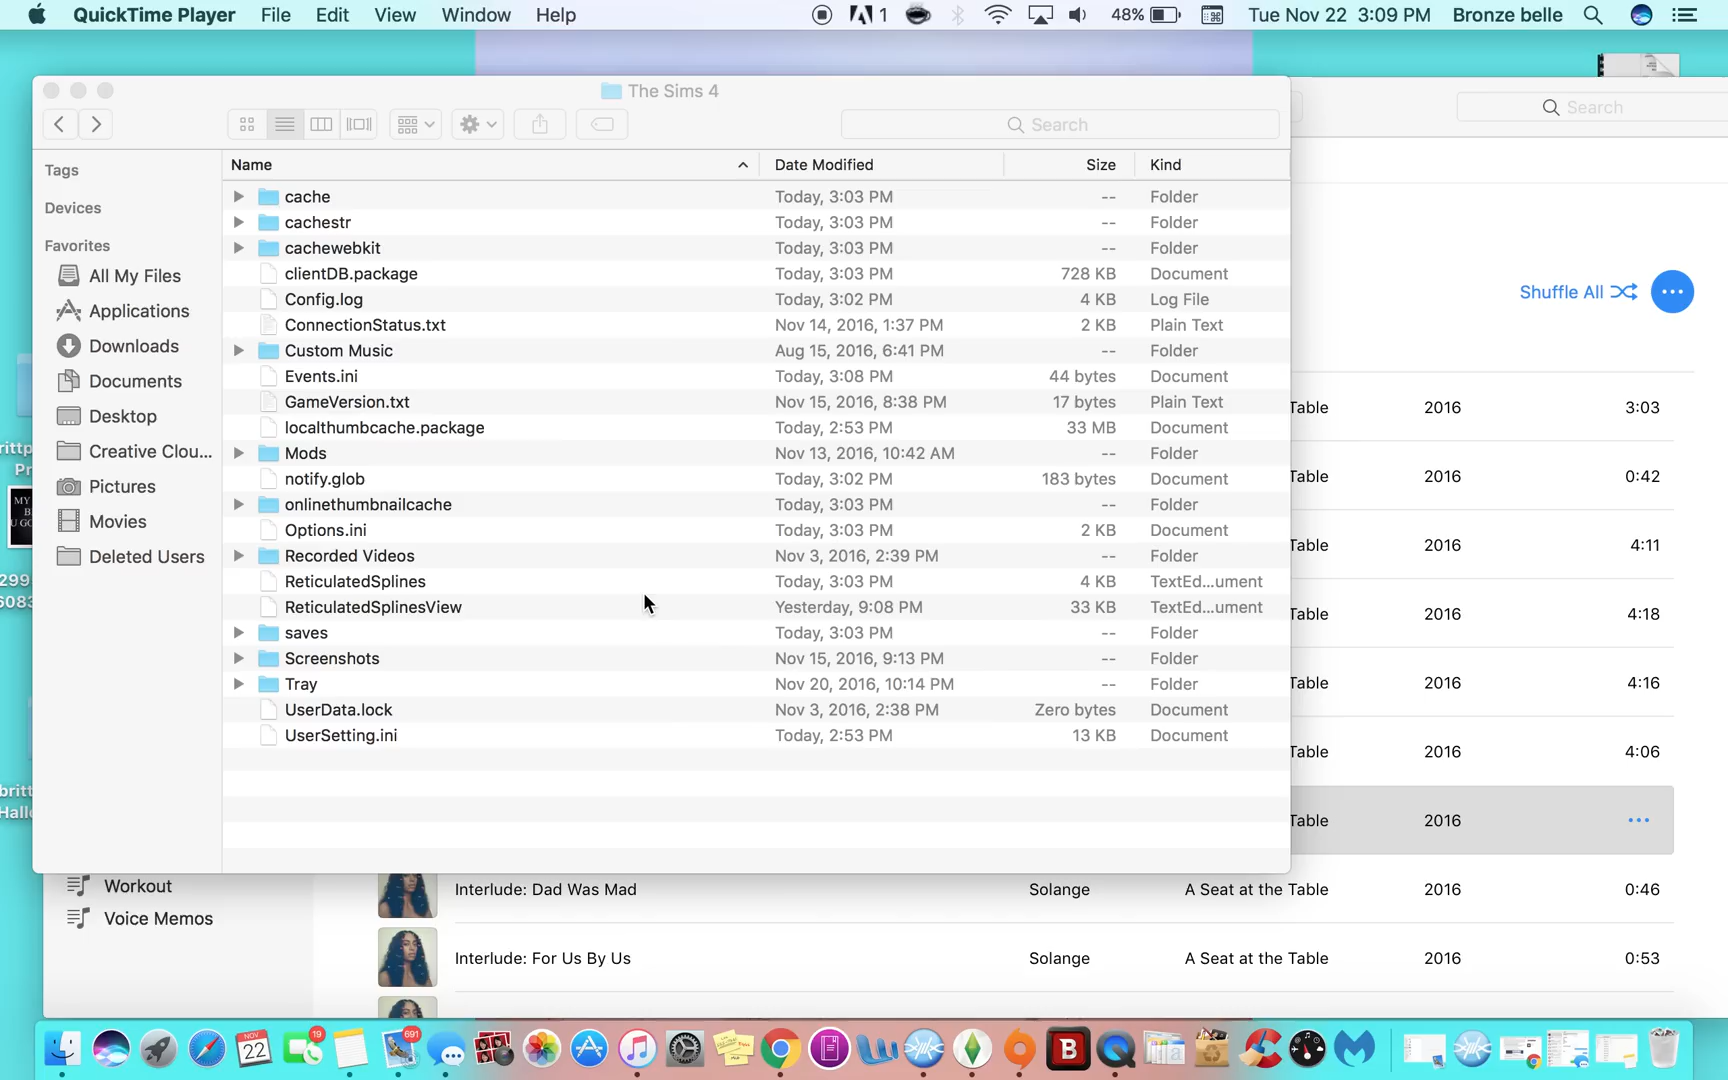 QuickTime Player File Edit View Window Help 1 48% Tue Nov 22 3:09 PM Bronze belle
The Sims 4
Search
Search
Tags
Devices
Favorites
All My Files
Applications
Downloads
Documents
Desktop
Creative Clou...
Pictures
Movies
Deleted Users
Name Date Modified Size Kind
cache Today, 3:03 PM -- Folder
cachestr Today, 3:03 PM -- Folder
cachewebkit Today, 3:03 PM -- Folder
clientDB.package Today, 3:03 PM 728 KB Document
Config.log Today, 3:02 PM 4 KB Log File
ConnectionStatus.txt Nov 14, 2016, 1:37 PM 2 KB Plain Text
Custom Music Aug 15, 2016, 6:41 PM -- Folder
Events.ini Today, 3:08 PM 44 bytes Document
GameVersion.txt Nov 15, 2016, 8:38 PM 17 bytes Plain Text
localthumbcache.package Today, 2:53 PM 33 MB Document
Mods Nov 13, 2016, 10:42 AM -- Folder
notify.glob Today, 3:02 PM 183 bytes Document
onlinethumbnailcache Today, 3:03 PM -- Folder
Options.ini Today, 3:03 PM 2 KB Document
Recorded Videos Nov 3, 2016, 2:39 PM -- Folder
ReticulatedSplines Today, 3:03 PM 4 KB TextEd...ument
ReticulatedSplinesView Yesterday, 9:08 PM 33 KB TextEd...ument
saves Today, 3:03 PM -- Folder
Screenshots Nov 15, 2016, 9:13 PM -- Folder
Tray Nov 20, 2016, 10:14 PM -- Folder
UserData.lock Nov 3, 2016, 2:38 PM Zero bytes Document
UserSetting.ini Today, 2:53 PM 13 KB Document
Shuffle All
Table 2016 3:03
Table 2016 0:42
Table 2016 4:11
Table 2016 4:18
Table 2016 4:16
Table 2016 4:06
Table 2016
Interlude: Dad Was Mad Solange A Seat at the Table 2016 0:46
Interlude: For Us By Us Solange A Seat at the Table 2016 0:53
Workout
Voice Memos
NOV
22
19
691